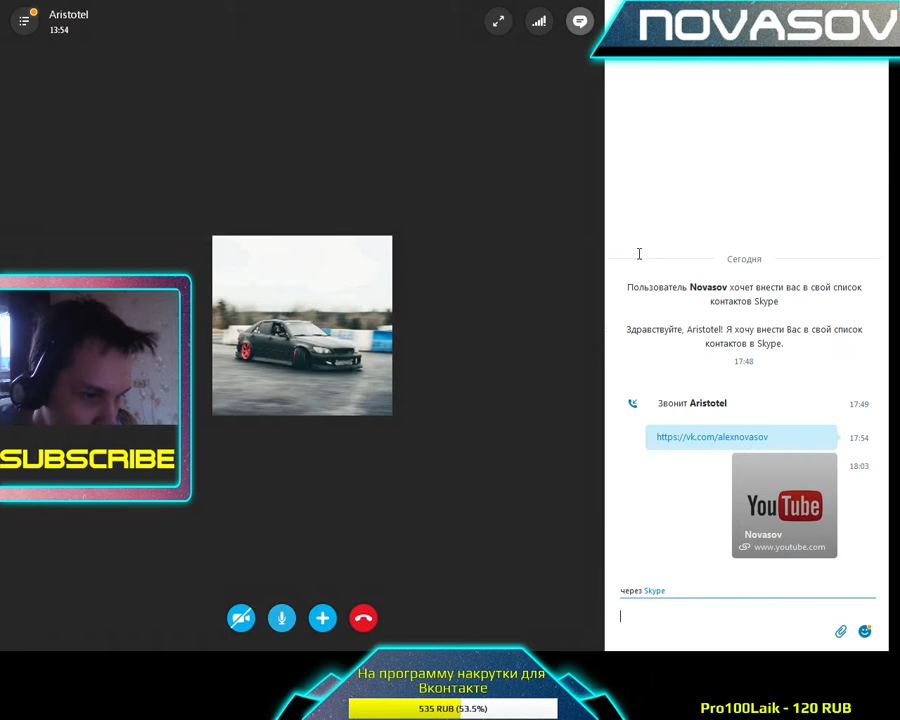 Aristotel
13:54
NOVASOV
Сегодня
Пользователь Novasov хочет внести вас в свой список
контактов Skype
Здравствуйте, Aristotel! Я хочу внести Вас в свой список
контактов в Skype.
17:48
Звонит Aristotel 17:49
https://vk.com/alexnovasov 17:54
18:03
YouTube
Novasov
www.youtube.com
через Skype
SUBSCRIBE
На программу накрутки для
Вконтакте
535 RUB (53.5%)
Pro100Laik - 120 RUB